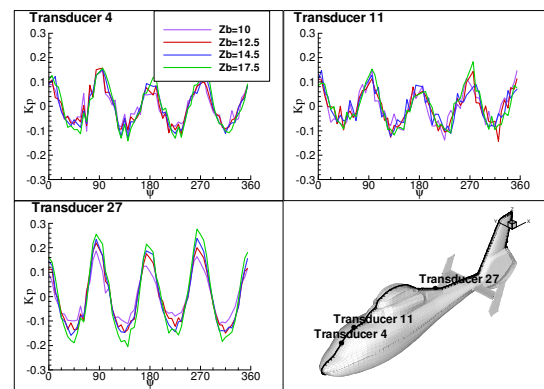 Transducer 4
Zb=10
Zb=12.5
Zb=14.5
Zb=17.5
Kp
0.3
0.2
0.1
0
-0.1
-0.2
-0.3
0 90 180 270 360
ψ
Transducer 11
Kp
0.3
0.2
0.1
0
-0.1
-0.2
-0.3
0 90 180 270 360
ψ
Transducer 27
Kp
0.3
0.2
0.1
0
-0.1
-0.2
-0.3
0 90 180 270 360
ψ
Z
Y X
Transducer 27
Transducer 11
Transducer 4